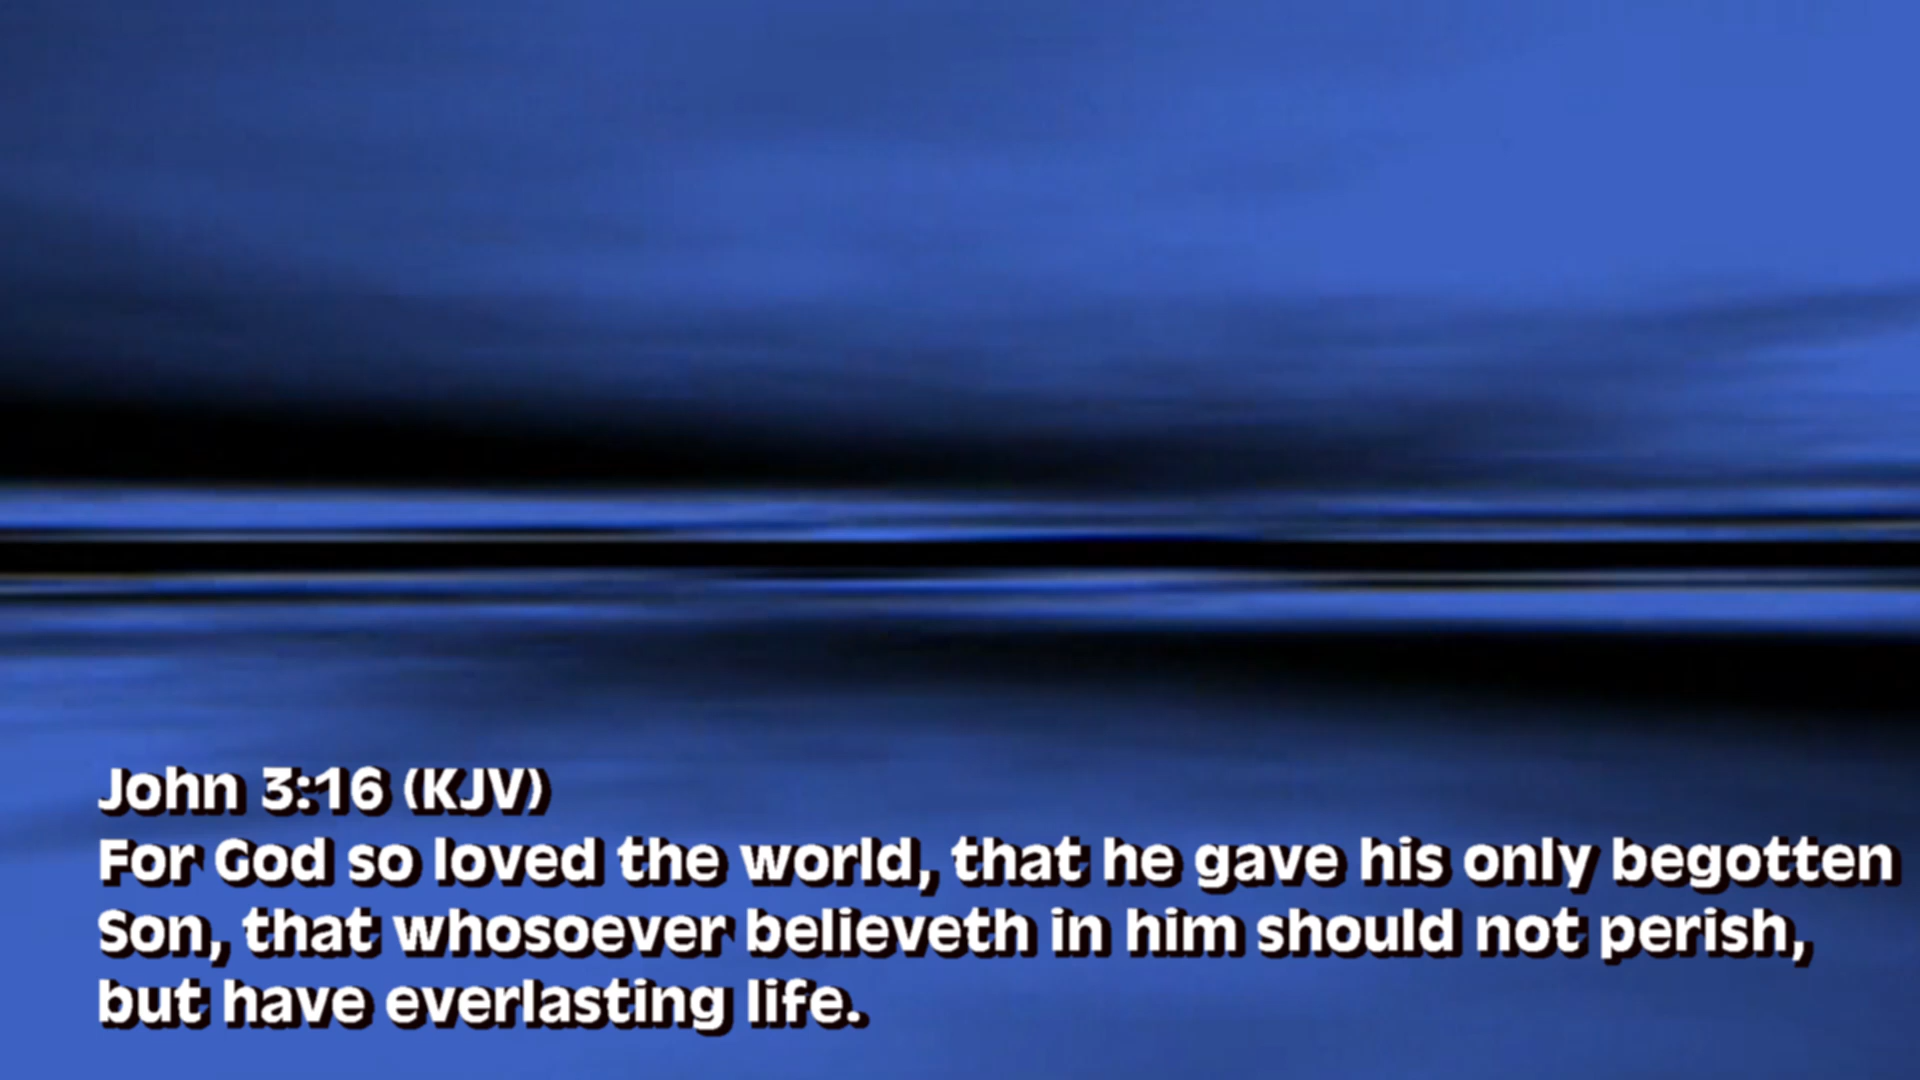 John 3:16 (KJV)
For God so loved the world, that he gave his only begotten
Son, that whosoever believeth in him should not perish,
but have everlasting life.